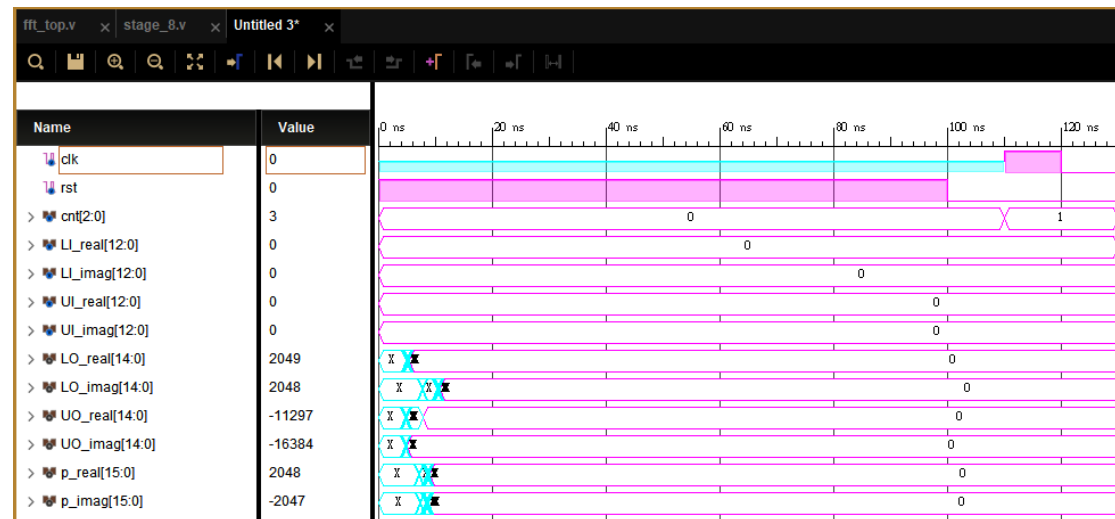 fft_top.v × stage_8.v × Untitled 3* ×
Name Value 0 ns 20 ns 40 ns 60 ns 80 ns 100 ns 120 ns
clk 0
rst 0
cnt[2:0] 3 0 1
LI_real[12:0] 0 0
LI_imag[12:0] 0 0
UI_real[12:0] 0 0
UI_imag[12:0] 0 0
LO_real[14:0] 2049 X 0
LO_imag[14:0] 2048 X X 0
UO_real[14:0] -11297 X 0
UO_imag[14:0] -16384 X 0
p_real[15:0] 2048 X 0
p_imag[15:0] -2047 X 0